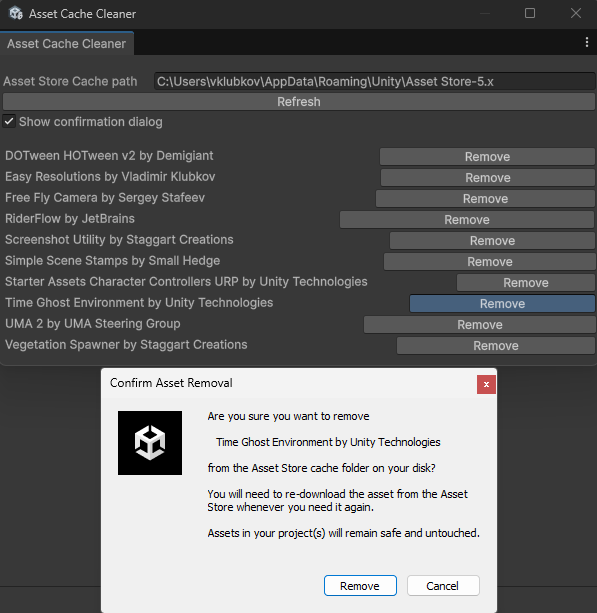 Asset Cache Cleaner
Asset Cache Cleaner
Asset Store Cache path C:\Users\vklubkov\AppData\Roaming\Unity\Asset Store-5.x
Refresh
Show confirmation dialog
DOTween HOTween v2 by Demigiant Remove
Easy Resolutions by Vladimir Klubkov Remove
Free Fly Camera by Sergey Stafeev Remove
RiderFlow by JetBrains Remove
Screenshot Utility by Staggart Creations Remove
Simple Scene Stamps by Small Hedge Remove
Starter Assets Character Controllers URP by Unity Technologies Remove
Time Ghost Environment by Unity Technologies Remove
UMA 2 by UMA Steering Group Remove
Vegetation Spawner by Staggart Creations Remove
Confirm Asset Removal x
Are you sure you want to remove
Time Ghost Environment by Unity Technologies
from the Asset Store cache folder on your disk?
You will need to re-download the asset from the Asset
Store whenever you need it again.
Assets in your project(s) will remain safe and untouched.
Remove Cancel